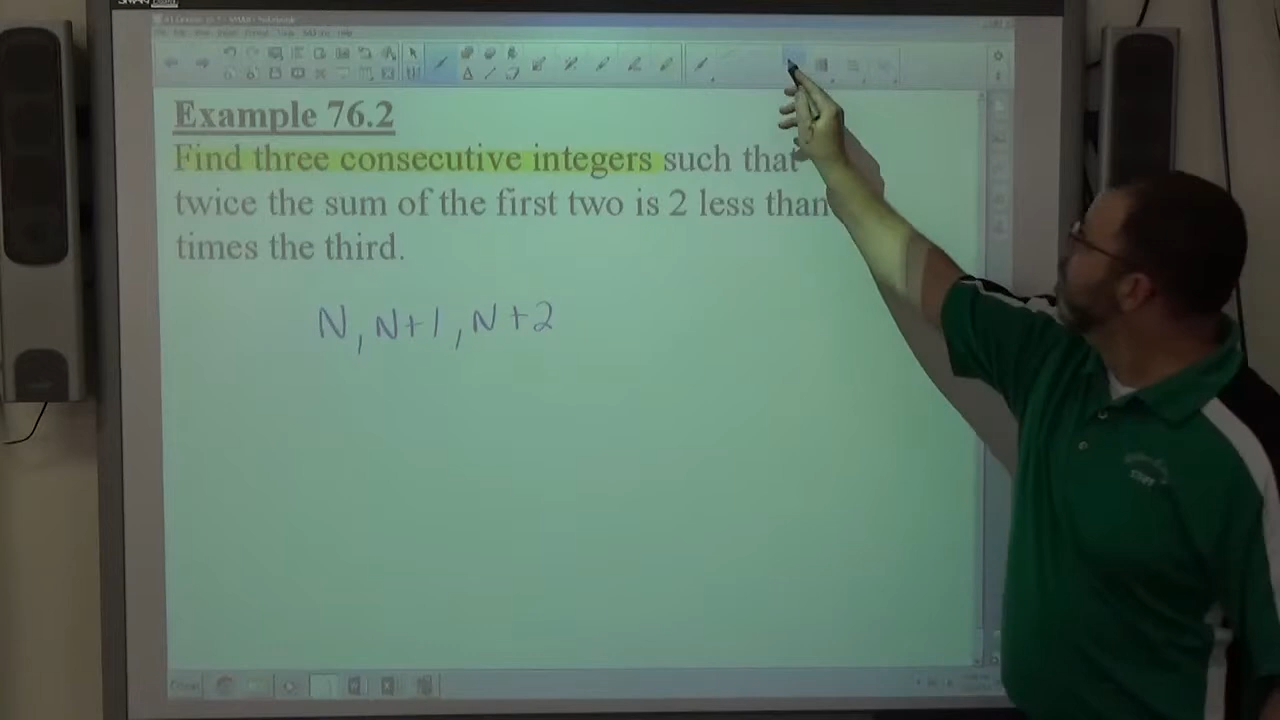 Example 76.2
Find three consecutive integers such that
twice the sum of the first two is 2 less than
times the third.
N, N+1, N+2